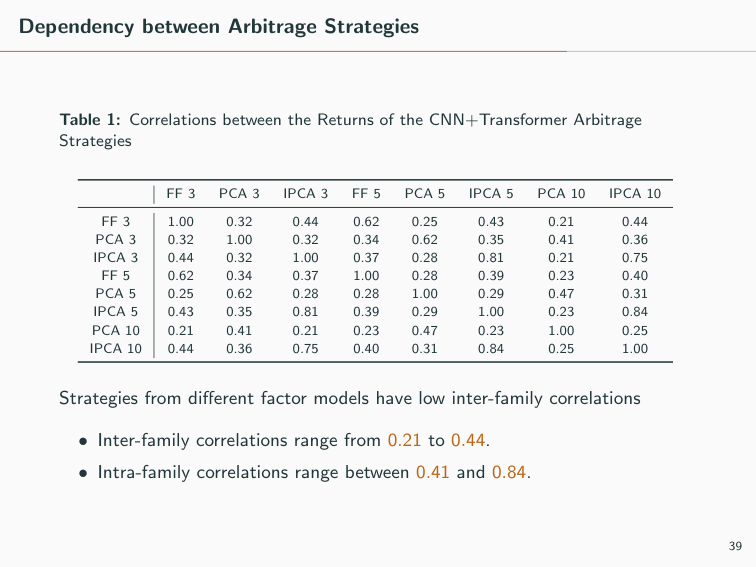 Dependency between Arbitrage Strategies
Table 1: Correlations between the Returns of the CNN+Transformer Arbitrage
Strategies
FF 3 PCA 3 IPCA 3 FF 5 PCA 5 IPCA 5 PCA 10 IPCA 10
FF 3 1.00 0.32 0.44 0.62 0.25 0.43 0.21 0.44
PCA 3 0.32 1.00 0.32 0.34 0.62 0.35 0.41 0.36
IPCA 3 0.44 0.32 1.00 0.37 0.28 0.81 0.21 0.75
FF 5 0.62 0.34 0.37 1.00 0.28 0.39 0.23 0.40
PCA 5 0.25 0.62 0.28 0.28 1.00 0.29 0.47 0.31
IPCA 5 0.43 0.35 0.81 0.39 0.29 1.00 0.23 0.84
PCA 10 0.21 0.41 0.21 0.23 0.47 0.23 1.00 0.25
IPCA 10 0.44 0.36 0.75 0.40 0.31 0.84 0.25 1.00
Strategies from different factor models have low inter-family correlations
• Inter-family correlations range from 0.21 to 0.44.
• Intra-family correlations range between 0.41 and 0.84.
39